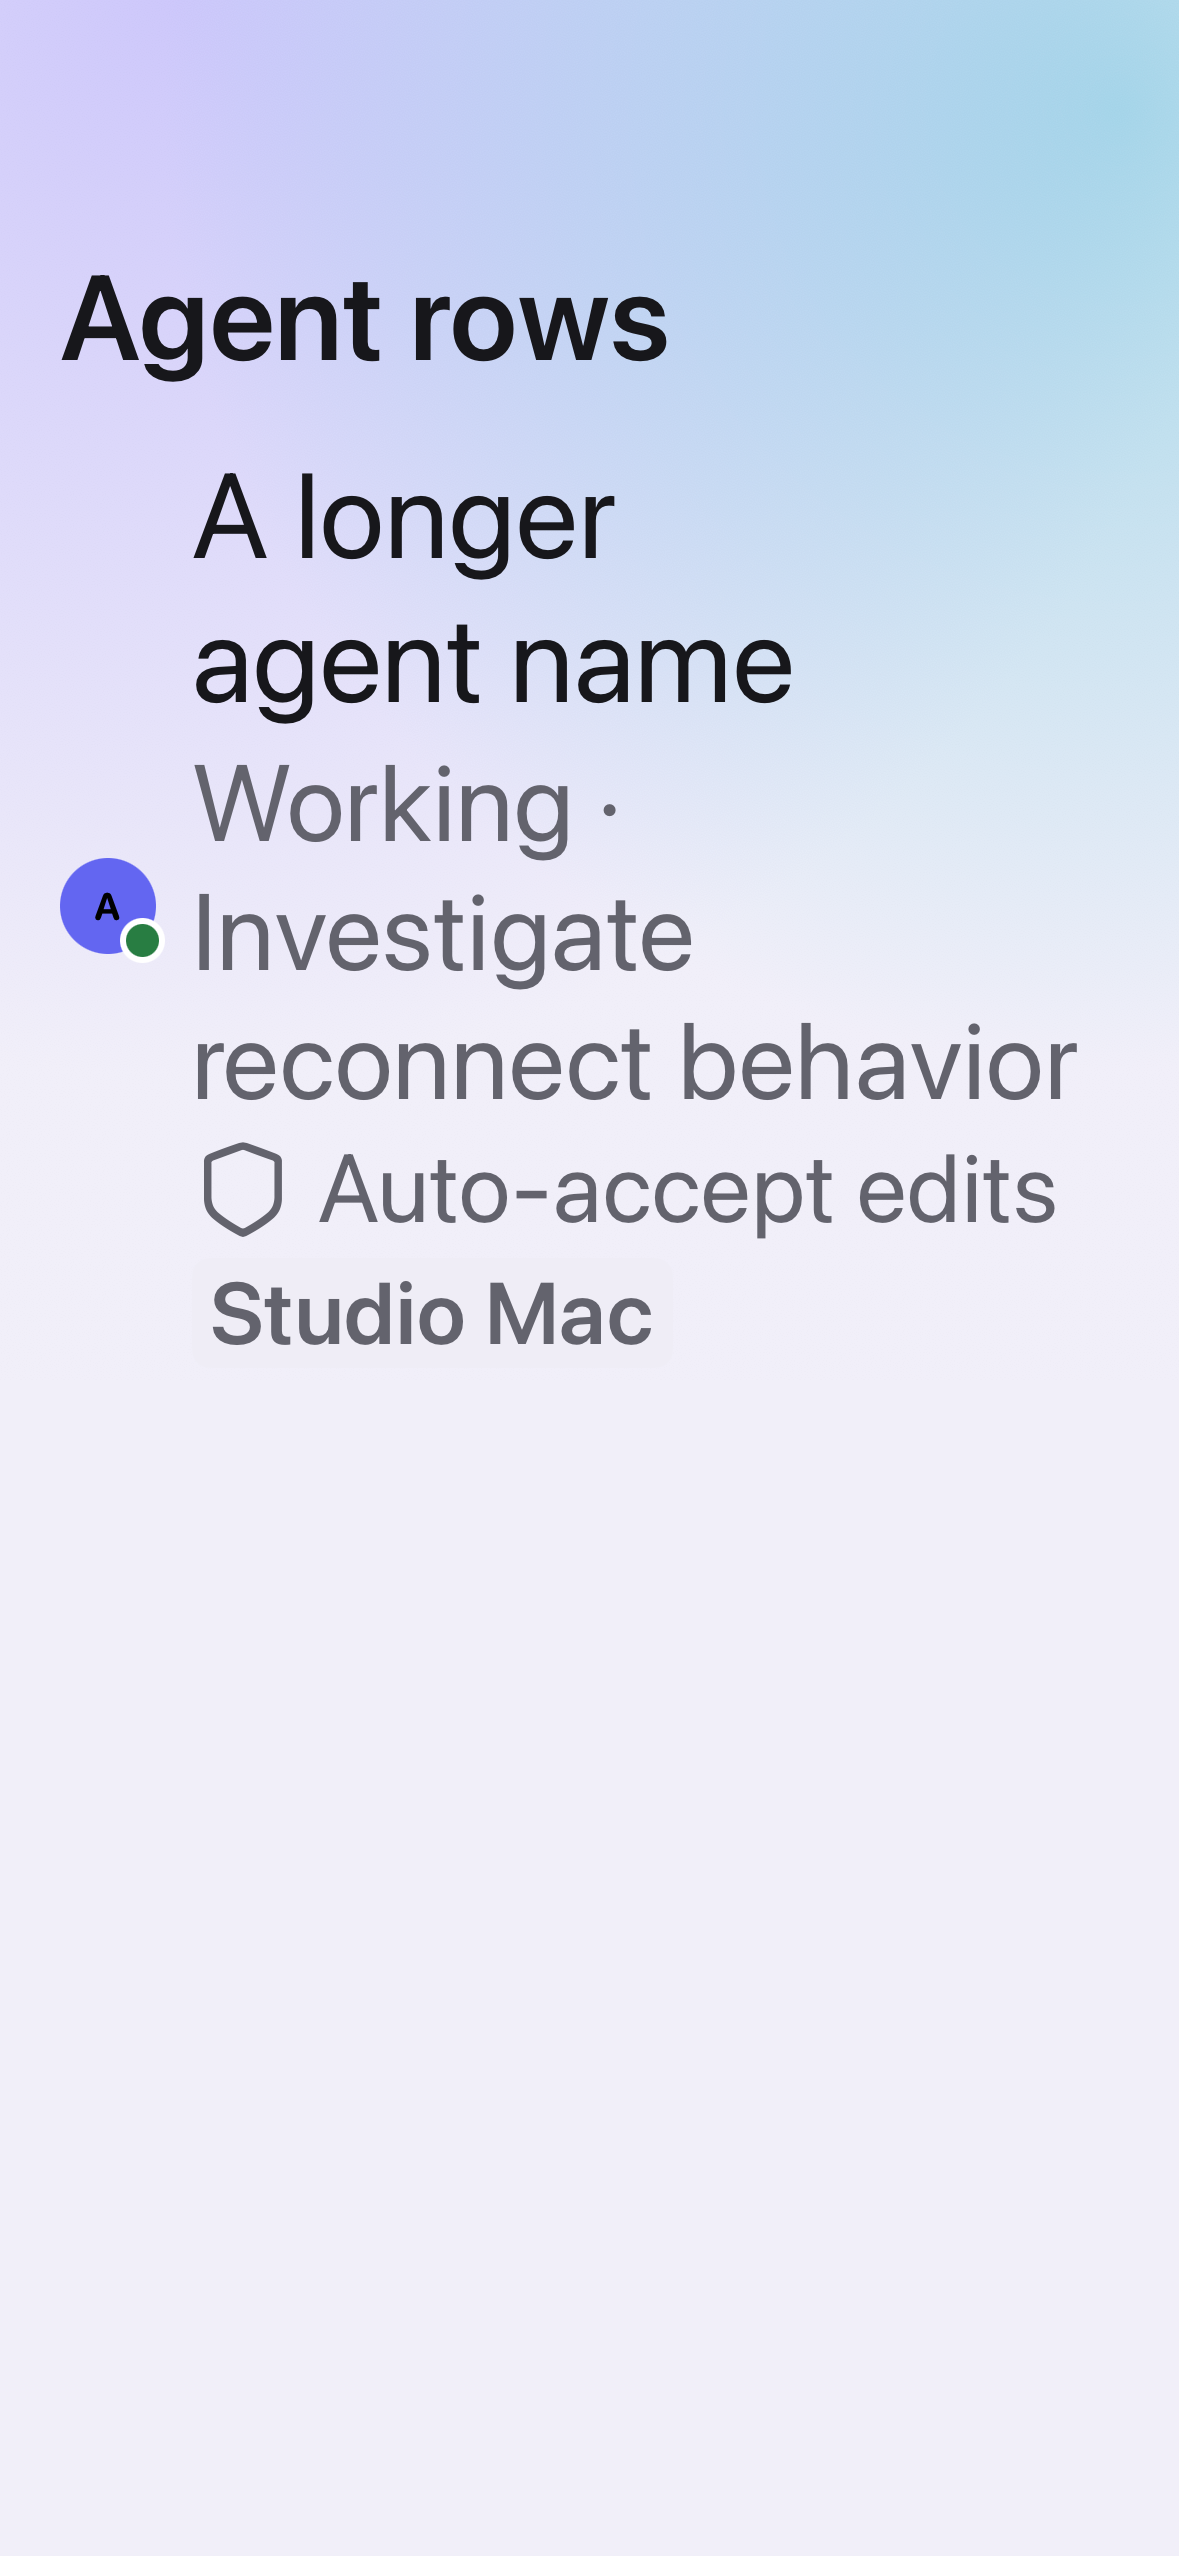 Agent rows
A longer
agent name
Working ·
A
Investigate
reconnect behavior
Auto-accept edits
Studio Mac